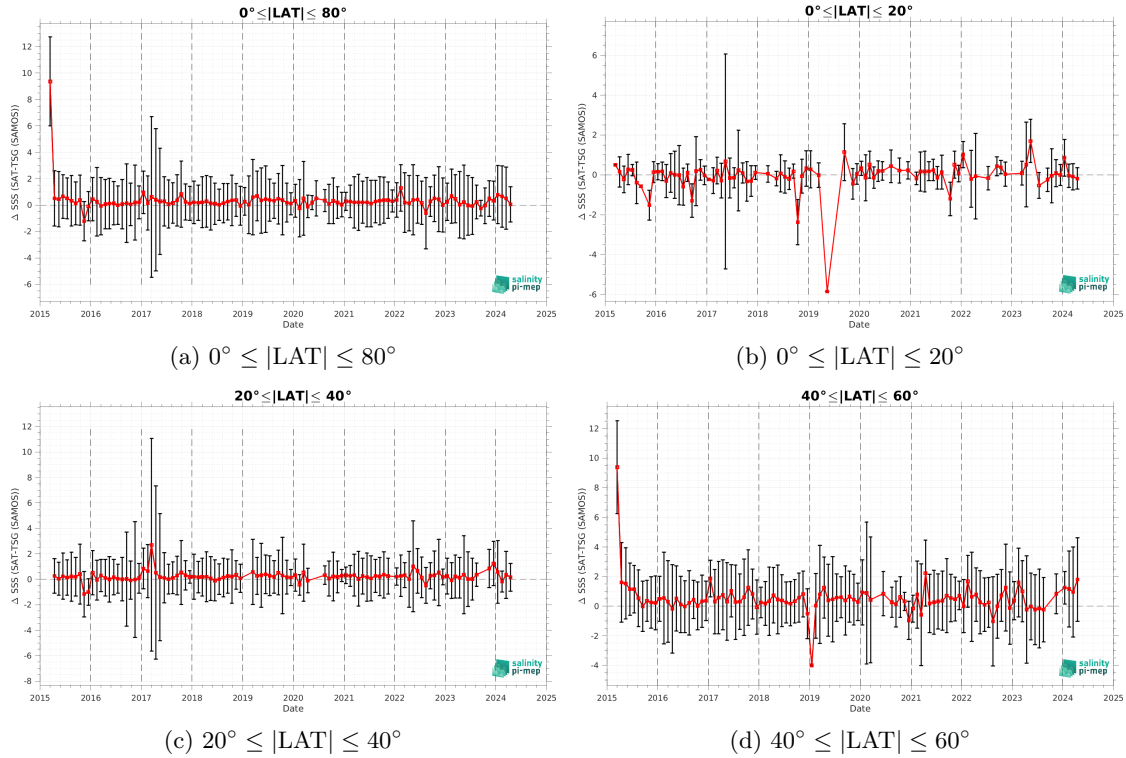 0°≤|LAT|≤ 80°
Δ SSS (SAT-TSG (SAMOS))
12
10
8
6
4
2
0
-2
-4
-6
2015 2016 2017 2018 2019 2020 2021 2022 2023 2024 2025
Date
salinity
pi-mep
(a) 0° ≤ |LAT| ≤ 80°
0°≤|LAT|≤ 20°
Δ SSS (SAT-TSG (SAMOS))
6
4
2
0
-2
-4
-6
2015 2016 2017 2018 2019 2020 2021 2022 2023 2024 2025
Date
salinity
pi-mep
(b) 0° ≤ |LAT| ≤ 20°
20°≤|LAT|≤ 40°
Δ SSS (SAT-TSG (SAMOS))
12
10
8
6
4
2
0
-2
-4
-6
-8
2015 2016 2017 2018 2019 2020 2021 2022 2023 2024 2025
Date
salinity
pi-mep
(c) 20° ≤ |LAT| ≤ 40°
40°≤|LAT|≤ 60°
Δ SSS (SAT-TSG (SAMOS))
12
10
8
6
4
2
0
-2
-4
2015 2016 2017 2018 2019 2020 2021 2022 2023 2024 2025
Date
salinity
pi-mep
(d) 40° ≤ |LAT| ≤ 60°